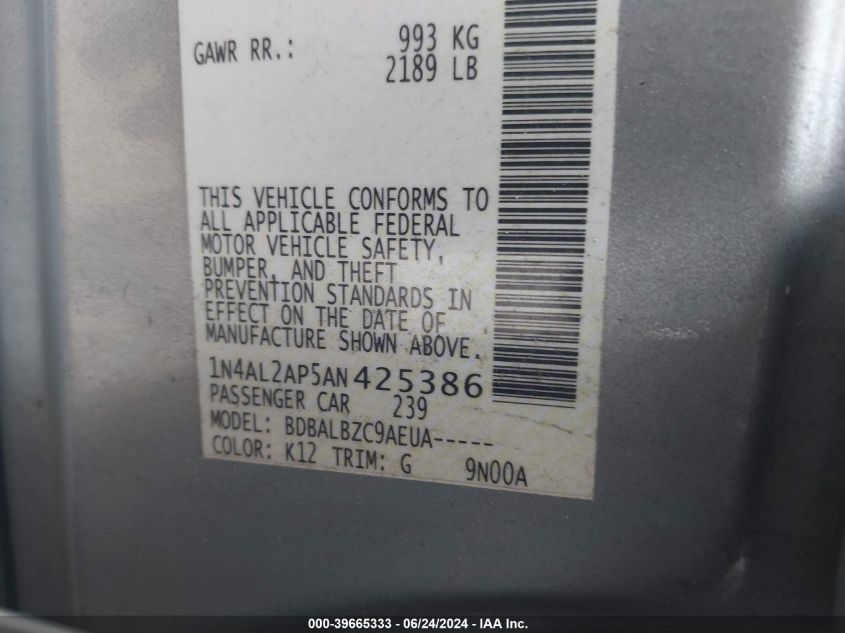 GAWR RR.: 993 KG
2189 LB
THIS VEHICLE CONFORMS TO
ALL APPLICABLE FEDERAL
MOTOR VEHICLE SAFETY,
BUMPER, AND THEFT
PREVENTION STANDARDS IN
EFFECT ON THE DATE OF
MANUFACTURE SHOWN ABOVE.
1N4AL2AP5AN425386
PASSENGER CAR 239
MODEL: BDBALBZC9AEUA-----
COLOR: K12 TRIM: G 9N00A
000-39665333 / 06/24/2024 / IAA Inc.